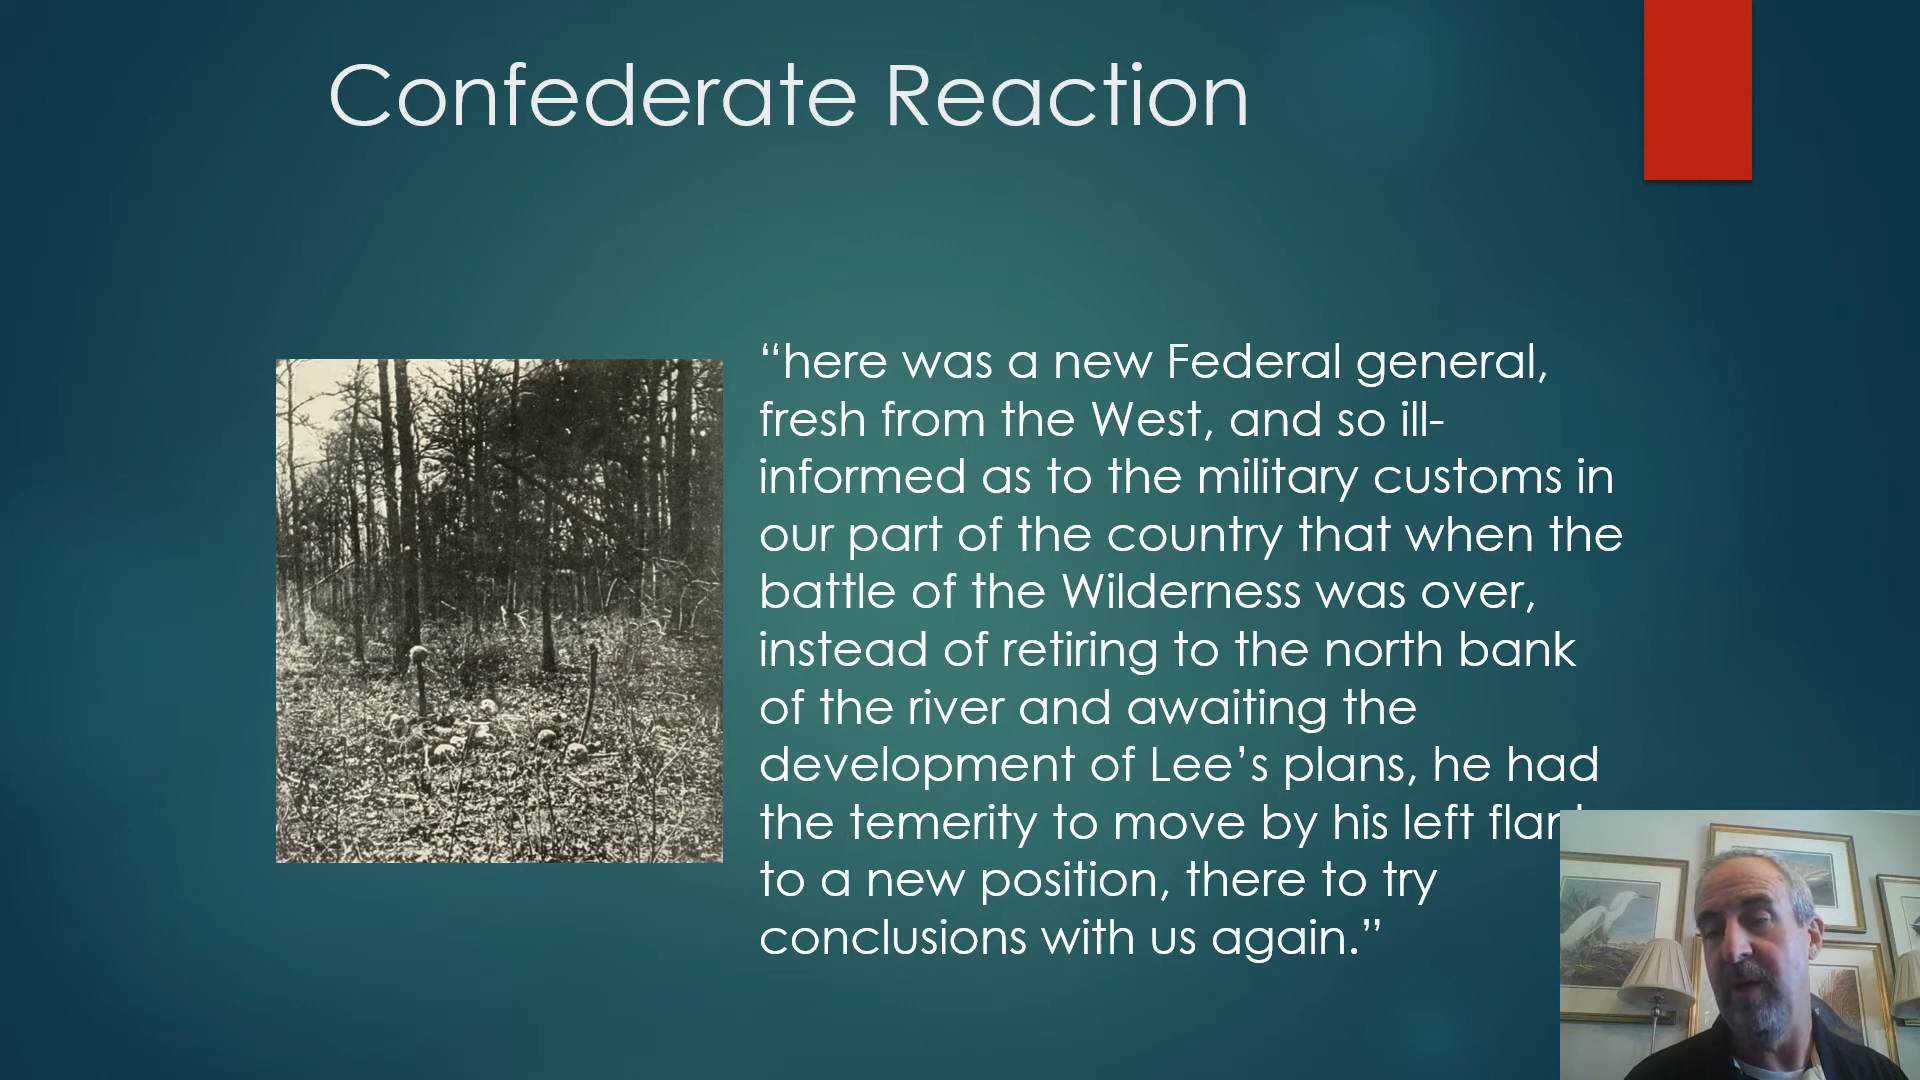 Confederate Reaction
“here was a new Federal general,
fresh from the West, and so ill-
informed as to the military customs in
our part of the country that when the
battle of the Wilderness was over,
instead of retiring to the north bank
of the river and awaiting the
development of Lee’s plans, he had
the temerity to move by his left
to a new position, there to try
conclusions with us again.”